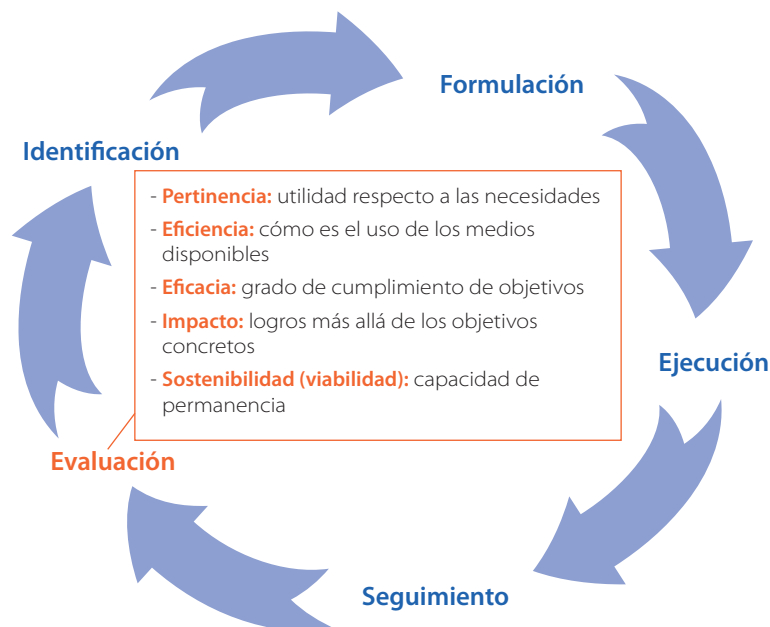 Formulación
Identificación
- Pertinencia: utilidad respecto a las necesidades
- Eficiencia: cómo es el uso de los medios
disponibles
- Eficacia: grado de cumplimiento de objetivos
- Impacto: logros más allá de los objetivos
concretos
- Sostenibilidad (viabilidad): capacidad de
permanencia
Ejecución
Evaluación
Seguimiento